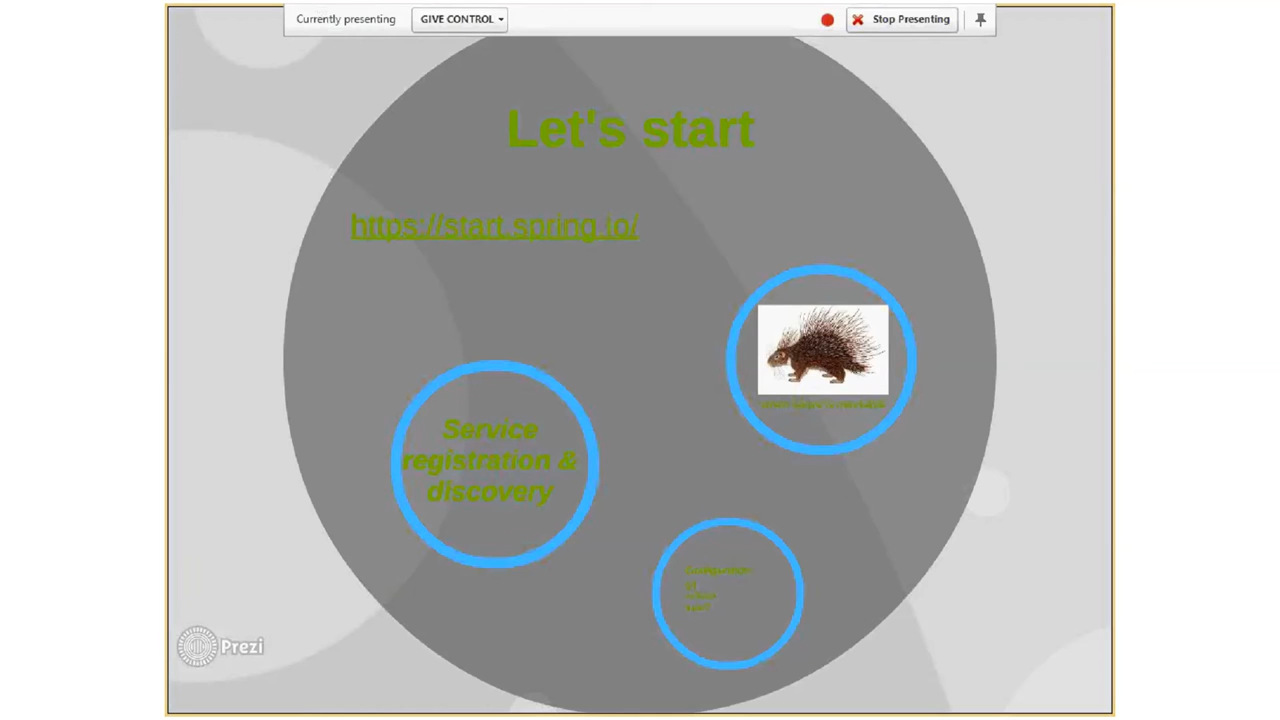 Currently presenting GIVE CONTROL Stop Presenting
Let's start
https://start.spring.io/
Service
registration &
discovery
Prezi